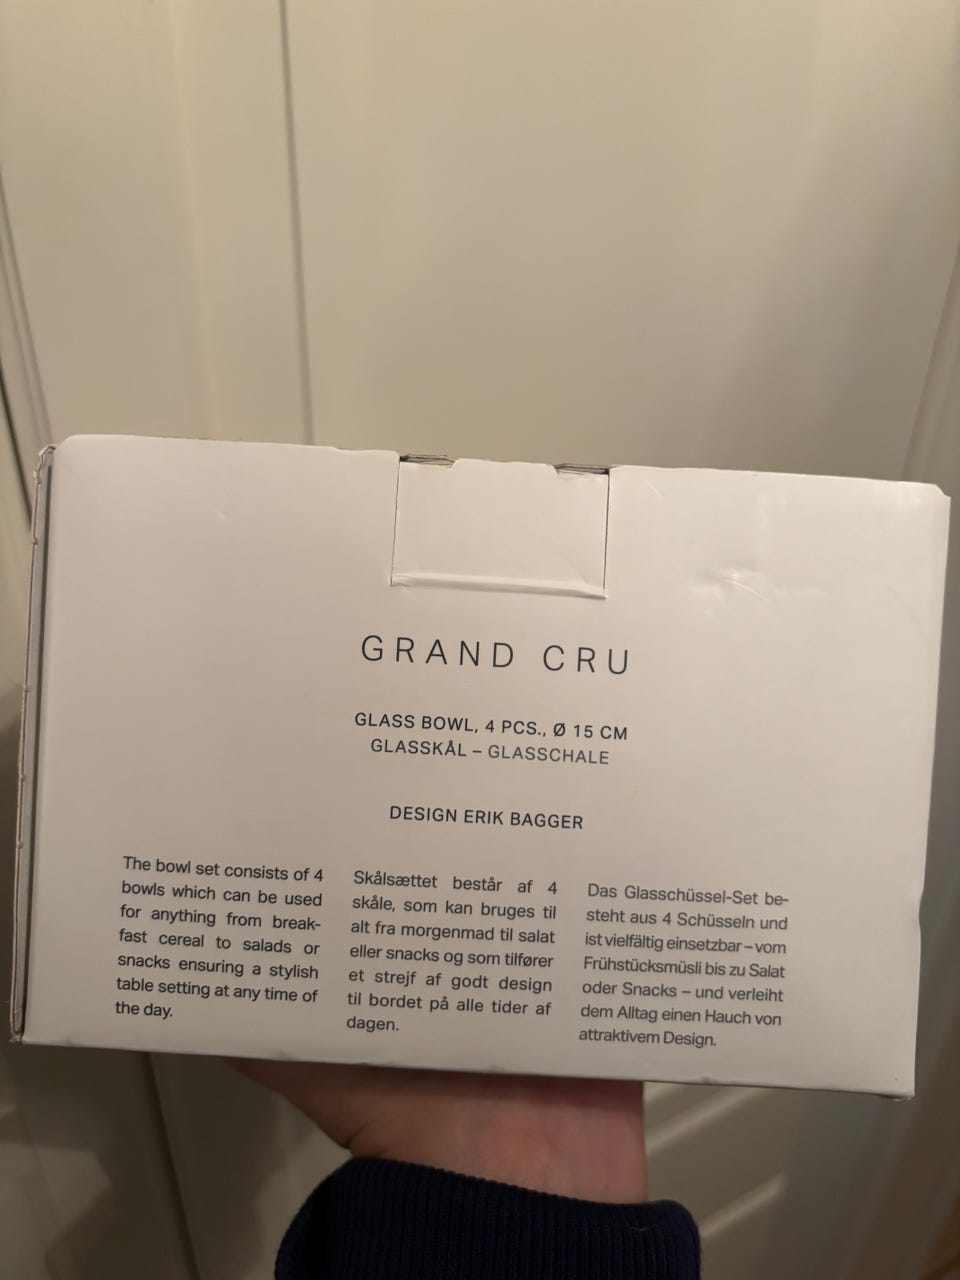 GRAND CRU
GLASS BOWL, 4 PCS., Ø 15 CM
GLASSKÅL – GLASSCHALE
DESIGN ERIK BAGGER
The bowl set consists of 4
bowls which can be used
for anything from break-
fast cereal to salads or
snacks ensuring a stylish
table setting at any time of
the day.
Skålsættet består af 4
skåle, som kan bruges til
alt fra morgenmad til salat
eller snacks og som tilfører
et strejf af godt design
til bordet på alle tider af
dagen.
Das Glasschüssel-Set be-
steht aus 4 Schüsseln und
ist vielfältig einsetzbar – vom
Frühstücksmüsli bis zu Salat
oder Snacks – und verleiht
dem Alltag einen Hauch von
attraktivem Design.